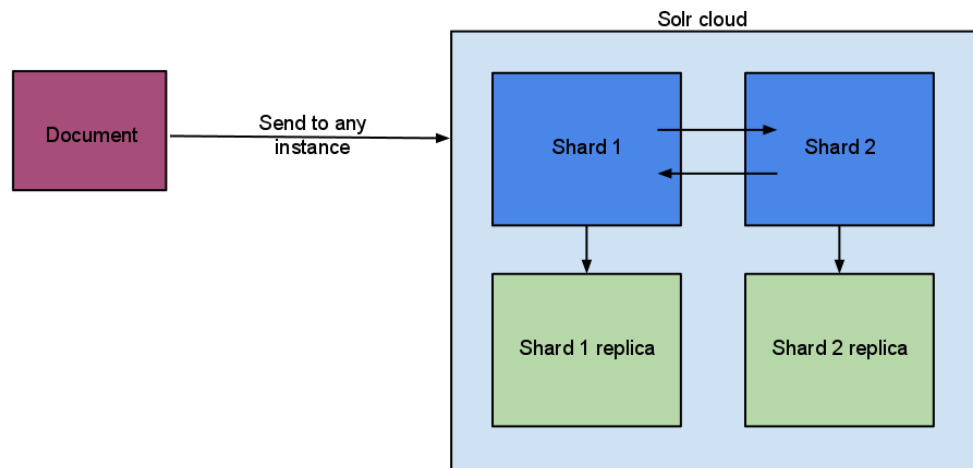 Solr cloud
Document
Send to any
instance
Shard 1
Shard 2
Shard 1 replica
Shard 2 replica